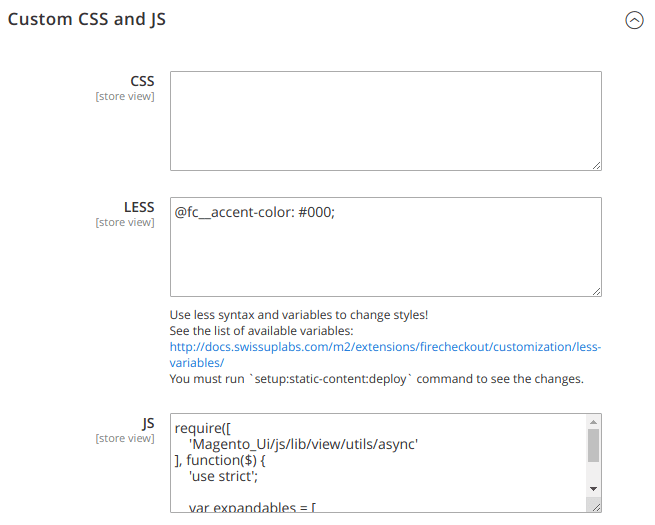 Custom CSS and JS
CSS
[store view]
LESS
[store view]
@fc__accent-color: #000;
Use less syntax and variables to change styles!
See the list of available variables:
http://docs.swissuplabs.com/m2/extensions/firecheckout/customization/less-
variables/
You must run `setup:static-content:deploy` command to see the changes.
JS
[store view]
require([
    'Magento_Ui/js/lib/view/utils/async'
], function($) {
    'use strict';
    var expandables = [